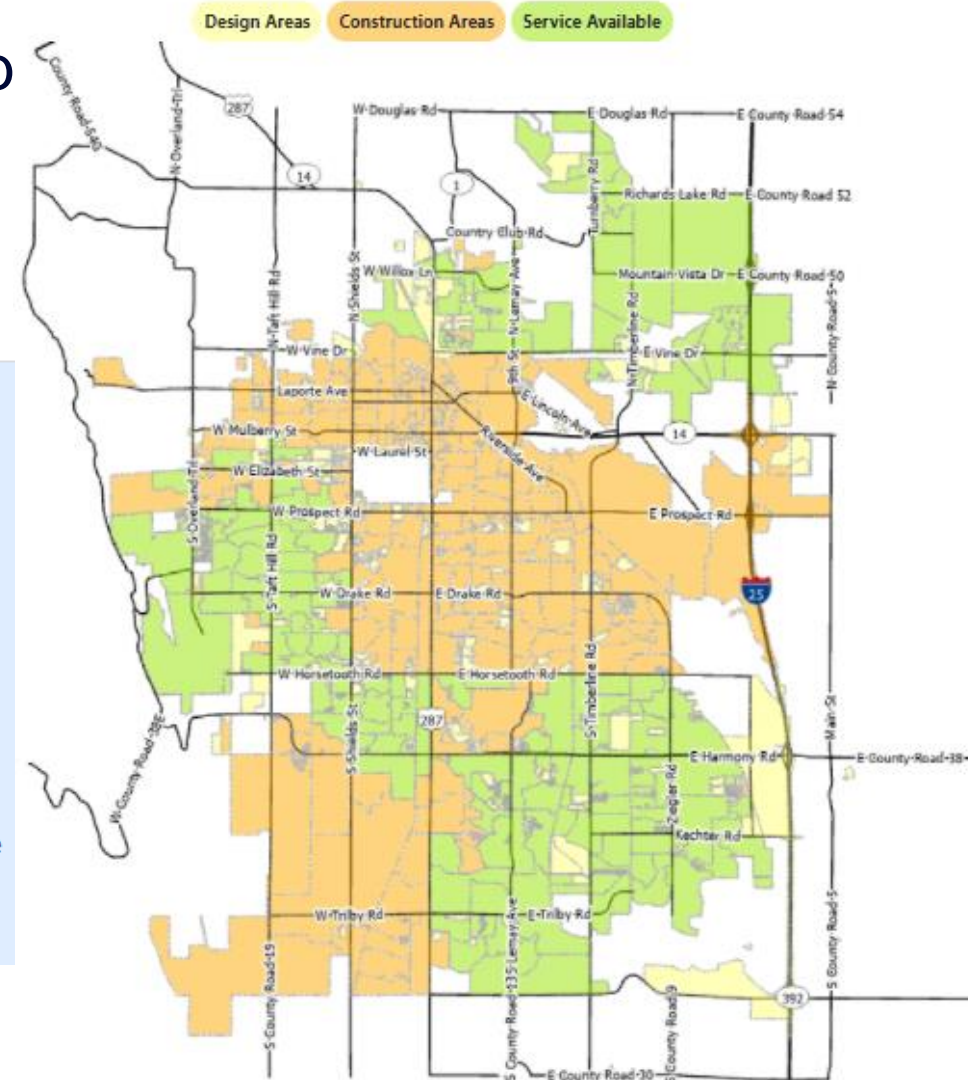 Design Areas
Construction Areas
Service Available
County Road 54G
287
N Overland Trl
W Douglas Rd
E Douglas Rd
E County Road 54
14
1
Turnberry Rd
Richards Lake Rd
E County Road 52
Country Club Rd
W Willox Ln
Mountain Vista Dr
E County Road 50
N Taft Hill Rd
N Shields St
N Lemay Ave
N Timberline Rd
N County Road 5
W Vine Dr
E Vine Dr
9th St
Laporte Ave
E Lincoln Ave
W Mulberry St
14
Riverside Ave
W Laurel St
W Elizabeth St
S Overland Trl
W Prospect Rd
E Prospect Rd
S Taft Hill Rd
W Drake Rd
E Drake Rd
25
W Horsetooth Rd
E Horsetooth Rd
S Timberline Rd
S Shields St
287
Main St
W County Road 38E
E Harmony Rd
E County Road 38
Ziegler Rd
Kechter Rd
W Trilby Rd
E Trilby Rd
S Lemay Ave
S County Road 5
S County Road 19
S County Road 13
S County Road 9
392
E County Road 30